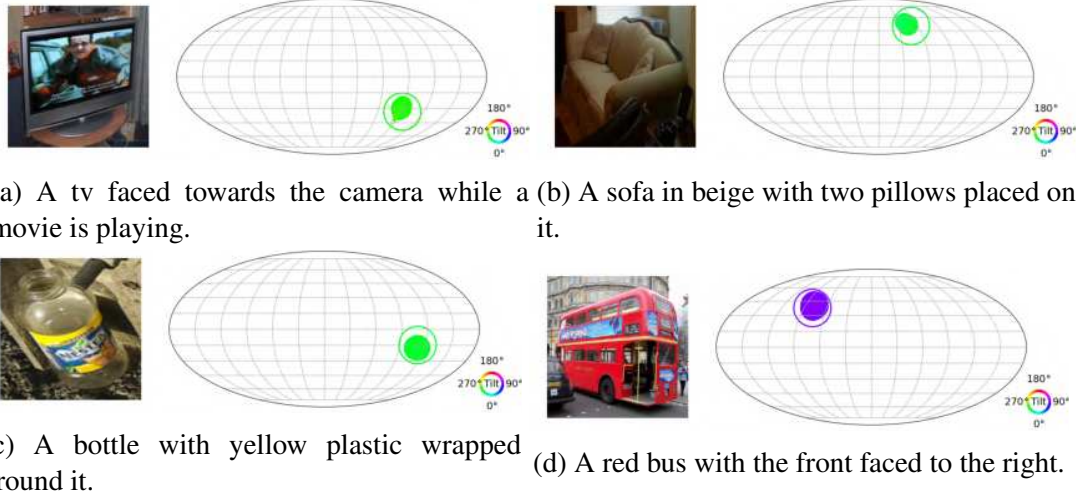 180°
270° Tilt 90°
0°
180°
270° Tilt 90°
0°
a) A tv faced towards the camera while a
movie is playing.
(b) A sofa in beige with two pillows placed on
it.
180°
270° Tilt 90°
0°
180°
270° Tilt 90°
0°
c) A bottle with yellow plastic wrapped
round it.
(d) A red bus with the front faced to the right.